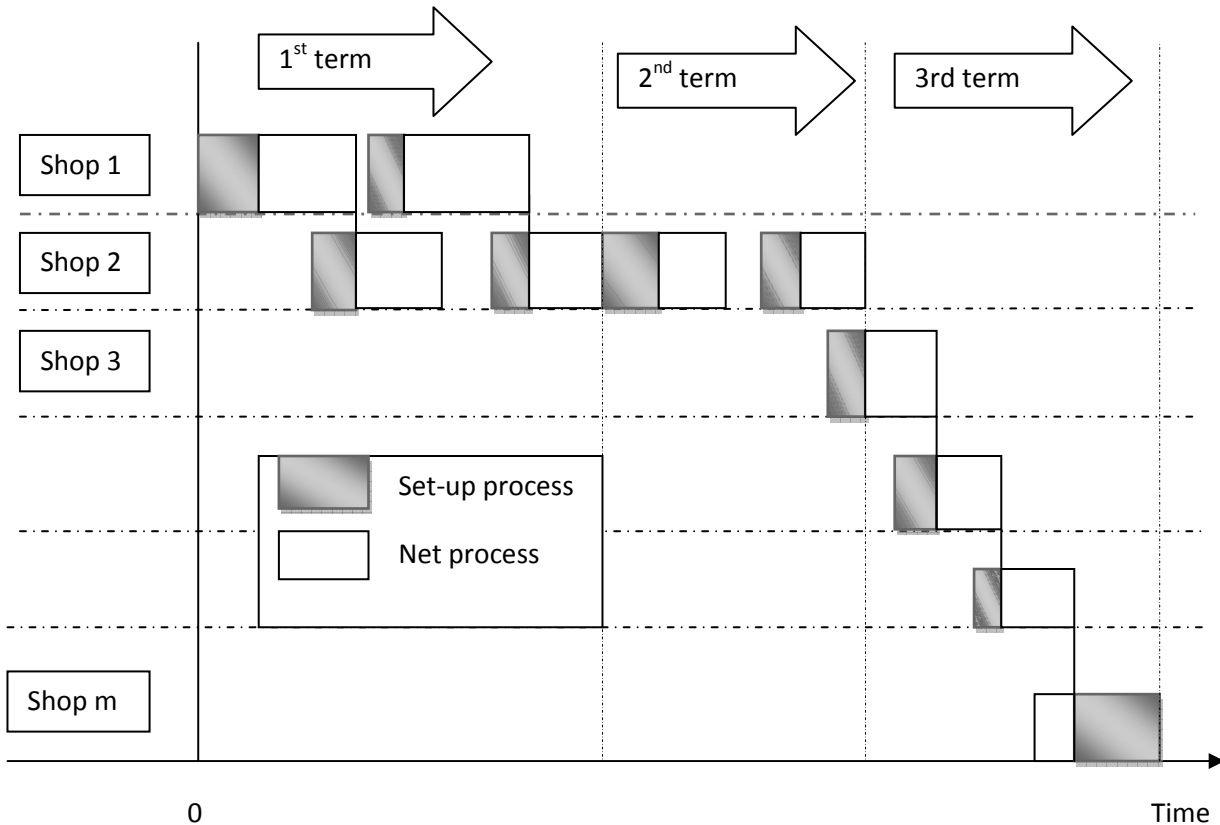 1st term
2nd term
3rd term
Shop 1
Shop 2
Shop 3
Set-up process
Net process
Shop m
0
Time